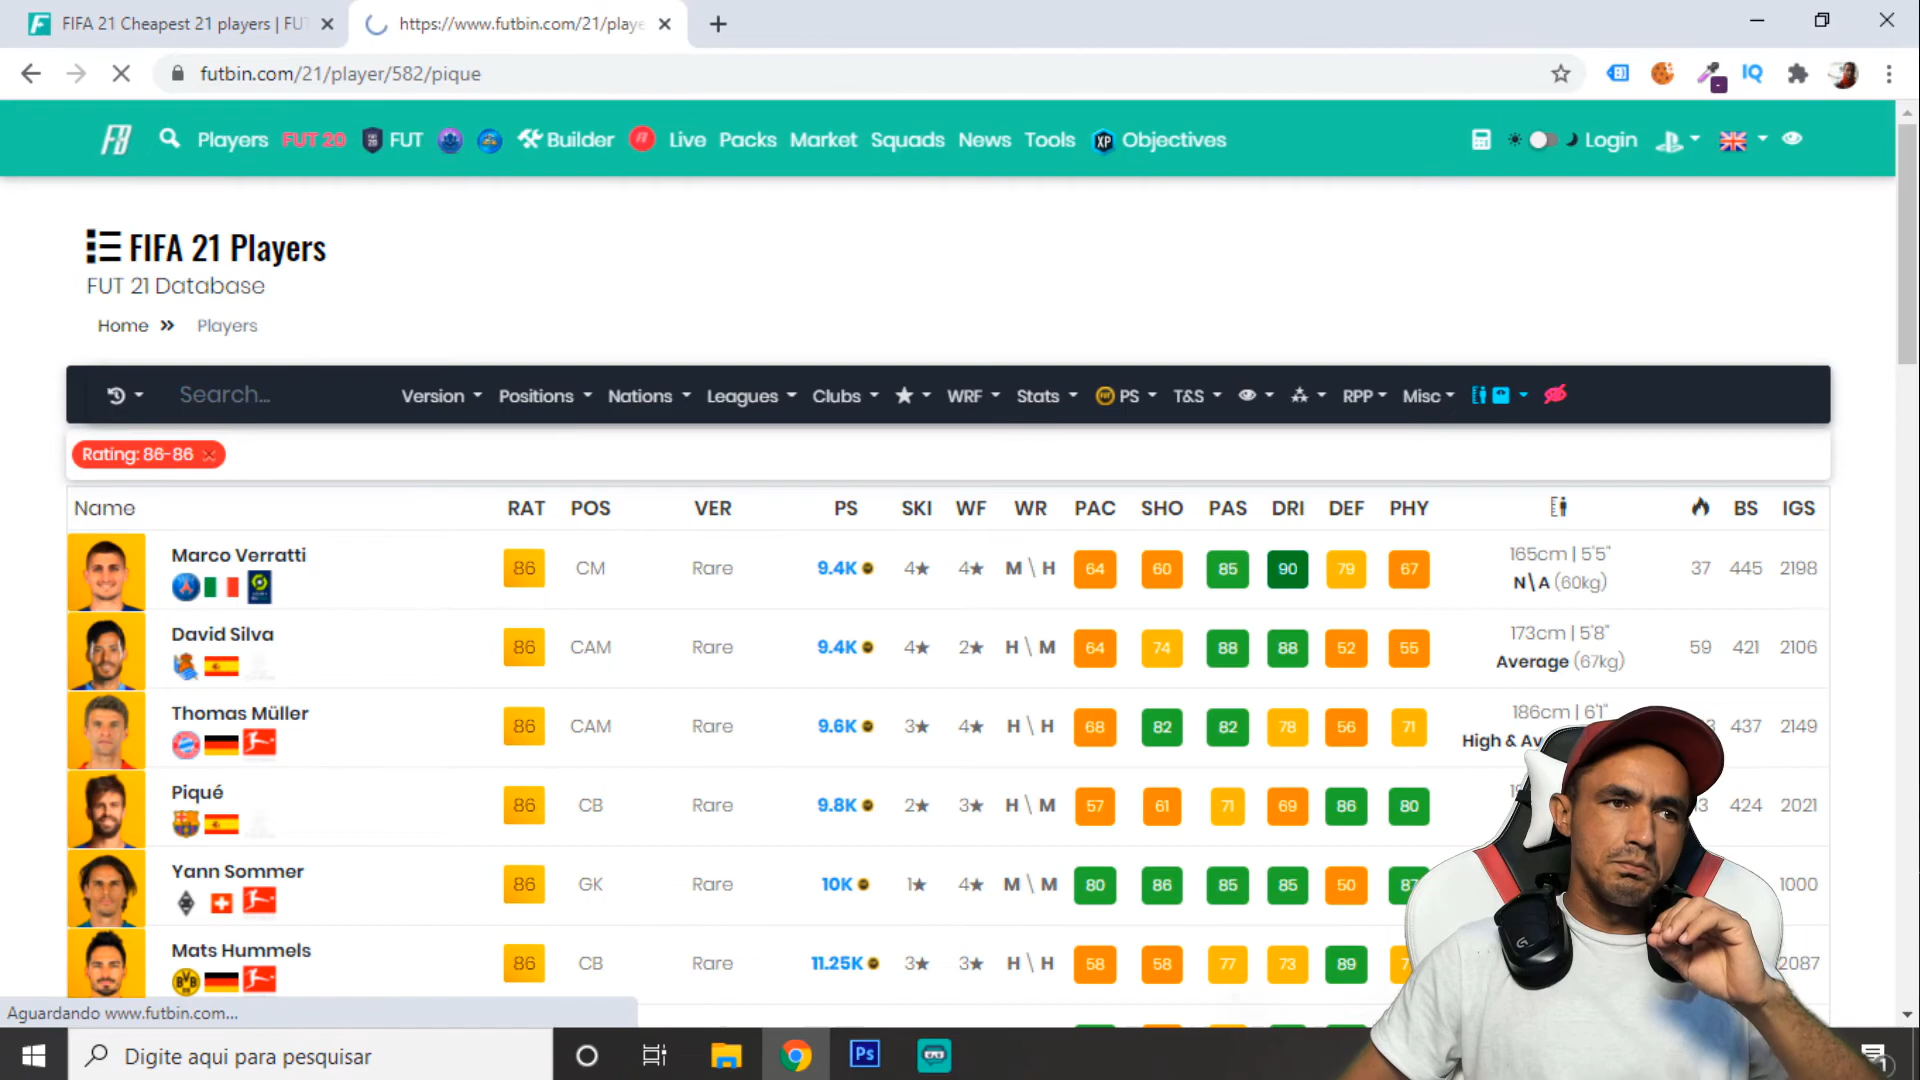 FIFA 21 Cheapest 21 players | FU
https://www.futbin.com/21/playe
futbin.com/21/player/582/pique
Players FUT 20 FUT Builder Live Packs Market Squads News Tools XP Objectives Login
FIFA 21 Players
FUT 21 Database
Home » Players
Search... Version Positions Nations Leagues Clubs WRF Stats PS T&S RPP Misc
Rating: 86-86
Name RAT POS VER PS SKI WF WR PAC SHO PAS DRI DEF PHY BS IGS
Marco Verratti 86 CM Rare 9.4K 4★ 4★ M \ H 64 60 85 90 79 67 165cm | 5'5" 37 445 2198
N\A (60kg)
David Silva 86 CAM Rare 9.4K 4★ 2★ H \ M 64 74 88 88 52 55 173cm | 5'8" 59 421 2106
Average (67kg)
Thomas Müller 86 CAM Rare 9.6K 3★ 4★ H \ H 68 82 82 78 56 71 186cm | 6'1" 437 2149
High & Av
Piqué 86 CB Rare 9.8K 2★ 3★ H \ M 57 61 71 69 86 80 424 2021
Yann Sommer 86 GK Rare 10K 1★ 4★ M \ M 80 86 85 85 50 87 1000
Mats Hummels 86 CB Rare 11.25K 3★ 3★ H \ H 58 58 77 73 89 2087
Aguardando www.futbin.com...
Digite aqui para pesquisar
Ps